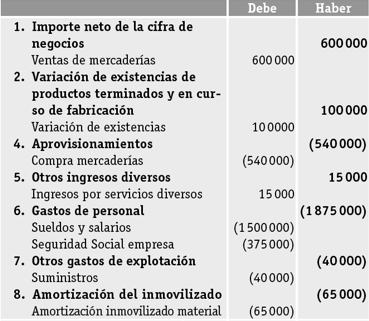 Debe Haber
1. Importe neto de la cifra de
negocios 600 000
Ventas de mercaderías 600 000
2. Variación de existencias de
productos terminados y en cur-
so de fabricación 100 000
Variación de existencias 10 0000
4. Aprovisionamientos (540 000)
Compra mercaderías (540 000)
5. Otros ingresos diversos 15 000
Ingresos por servicios diversos 15 000
6. Gastos de personal (1 875 000)
Sueldos y salarios (1 500 000)
Seguridad Social empresa (375 000)
7. Otros gastos de explotación (40 000)
Suministros (40 000)
8. Amortización del inmovilizado (65 000)
Amortización inmovilizado material (65 000)